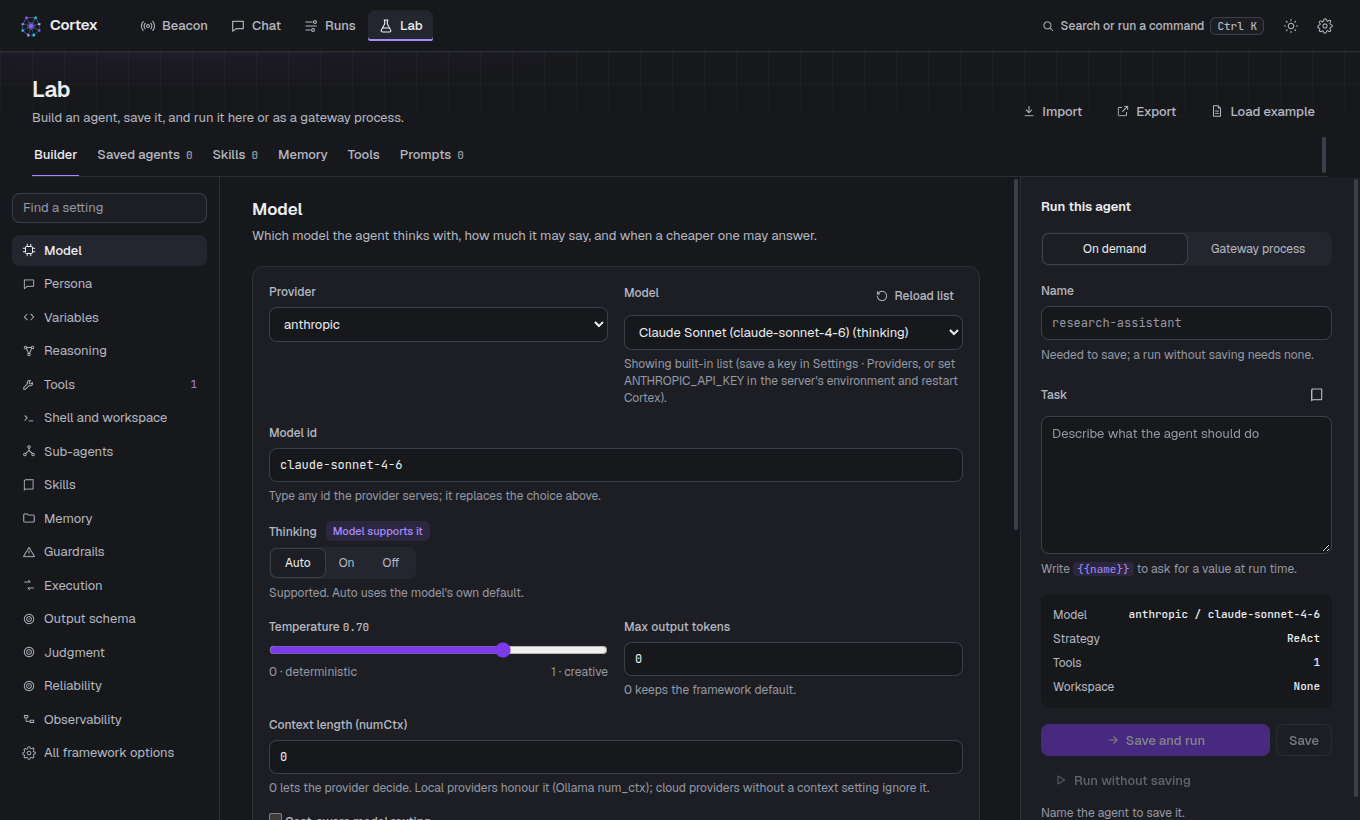 Cortex
Beacon
Chat
Runs
Lab
Search or run a command
Ctrl K
Lab
Build an agent, save it, and run it here or as a gateway process.
Import
Export
Load example
Builder
Saved agents 0
Skills 0
Memory
Tools
Prompts 0
Find a setting
Model
Persona
Variables
Reasoning
Tools 1
Shell and workspace
Sub-agents
Skills
Memory
Guardrails
Execution
Output schema
Judgment
Reliability
Observability
All framework options
Model
Which model the agent thinks with, how much it may say, and when a cheaper one may answer.
Provider
anthropic
Model
Reload list
Claude Sonnet (claude-sonnet-4-6) (thinking)
Showing built-in list (save a key in Settings · Providers, or set
ANTHROPIC_API_KEY in the server's environment and restart
Cortex).
Model id
claude-sonnet-4-6
Type any id the provider serves; it replaces the choice above.
Thinking
Model supports it
Auto
On
Off
Supported. Auto uses the model's own default.
Temperature 0.70
0 · deterministic
1 · creative
Max output tokens
0
0 keeps the framework default.
Context length (numCtx)
0
0 lets the provider decide. Local providers honour it (Ollama num_ctx); cloud providers without a context setting ignore it.
Cost-aware model routing
Run this agent
On demand
Gateway process
Name
research-assistant
Needed to save; a run without saving needs none.
Task
Describe what the agent should do
Write {{name}} to ask for a value at run time.
Model anthropic / claude-sonnet-4-6
Strategy ReAct
Tools 1
Workspace None
Save and run
Save
Run without saving
Name the agent to save it.